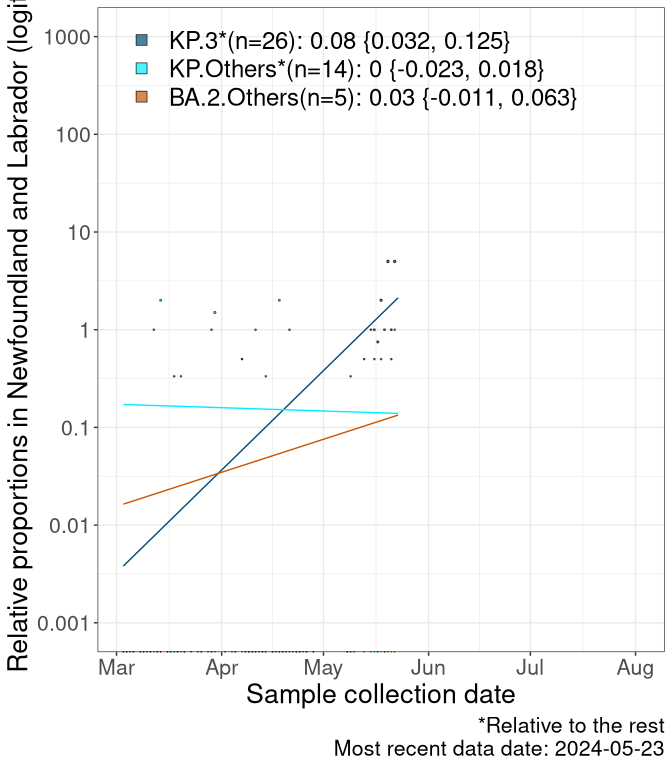 KP.3*(n=26): 0.08 {0.032, 0.125}
KP.Others*(n=14): 0 {-0.023, 0.018}
BA.2.Others(n=5): 0.03 {-0.011, 0.063}
Relative proportions in Newfoundland and Labrador
1000
100
10
1
0.1
0.01
0.001
Mar Apr May Jun Jul Aug
Sample collection date
*Relative to the rest
Most recent data date: 2024-05-23